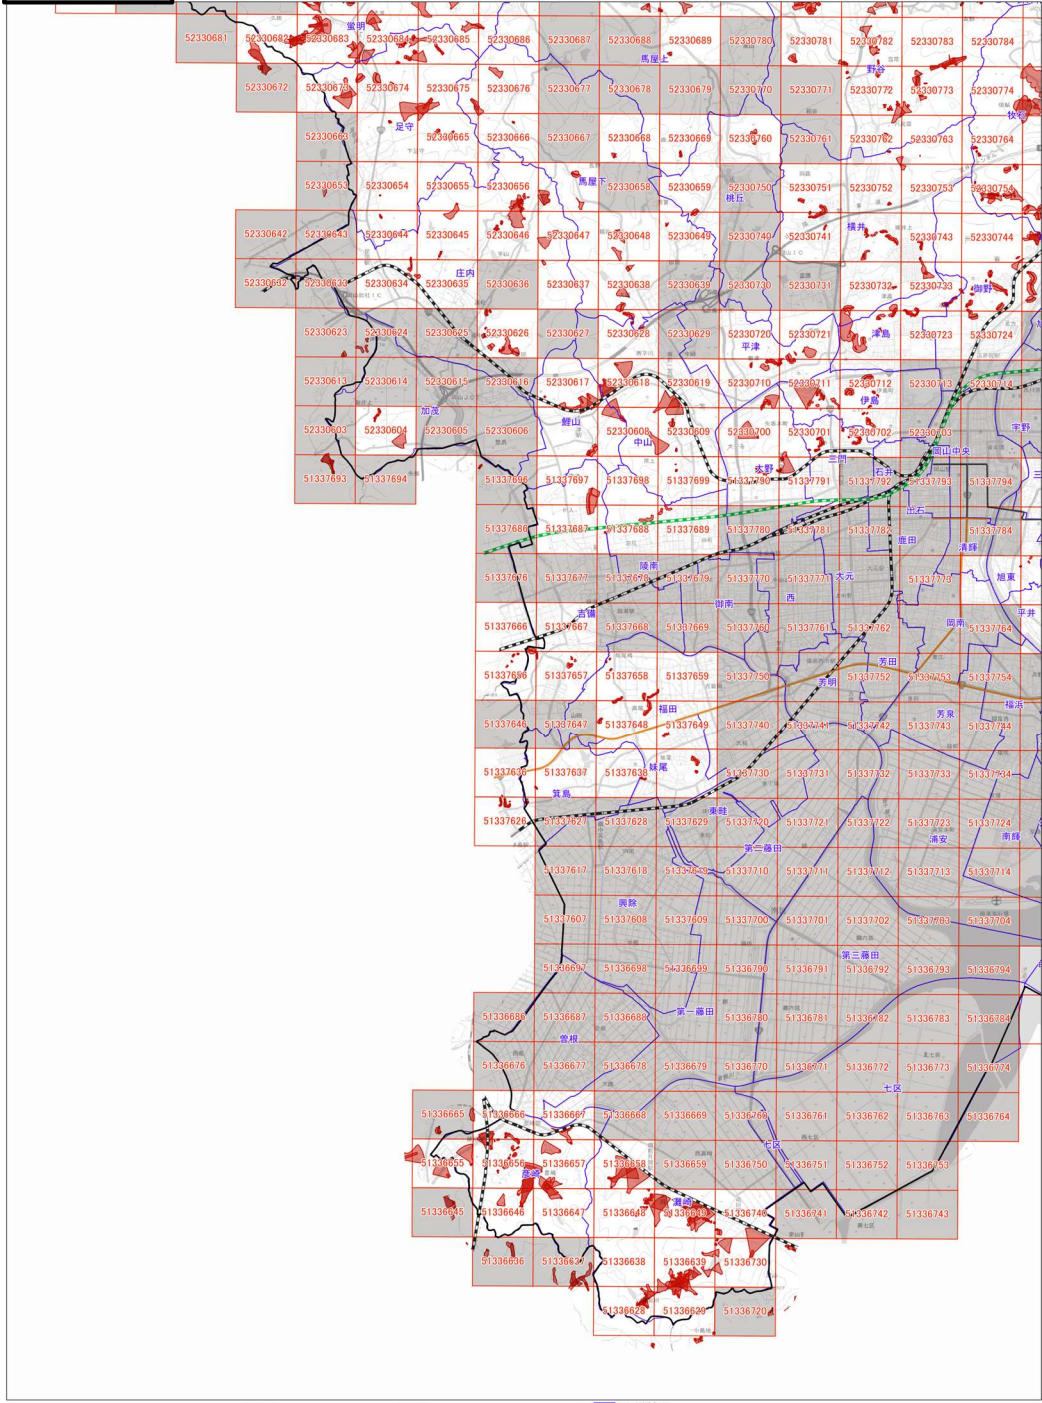 52330681 52330682 52330683 52330684 52330685 52330686 52330687 52330688 52330689 52330780 52330781 52330782 52330783 52330784
蛍明
馬屋上
野谷
52330672 52330673 52330674 52330675 52330676 52330677 52330678 52330679 52330770 52330771 52330772 52330773 52330774
牧石
足守
52330663 52330665 52330666 52330667 52330668 52330669 52330760 52330761 52330762 52330763 52330764
52330653 52330654 52330655 52330656 馬屋下 52330658 52330659 52330750 52330751 52330752 52330753 52330754
桃丘
横井
52330642 52330643 52330644 52330645 52330646 52330647 52330648 52330649 52330740 52330741 52330743 52330744
庄内
52330632 52330633 52330634 52330635 52330636 52330637 52330638 52330639 52330730 52330731 52330732 52330733 御野
52330623 52330624 52330625 52330626 52330627 52330628 52330629 52330720 52330721 津島 52330723 52330724
平津
52330613 52330614 52330615 52330616 52330617 52330618 52330619 52330710 52330711 52330712 52330713 52330714
伊島
加茂
鯉山
宇野
52330603 52330604 52330605 52330606 52330608 52330609 52330700 52330701 52330702 52330703
中山
岡山中央
三門
大野
石井
51337693 51337694 51337696 51337697 51337698 51337699 51337790 51337791 51337792 51337793 51337794
出石
51337686 51337687 51337688 51337689 51337780 51337781 51337782 51337784
鹿田
清輝
陵南
51337676 51337677 51337678 51337679 51337770 51337771 大元 51337773 旭東
御南
西
吉備
平井
51337666 51337667 51337668 51337669 51337760 51337761 51337762 岡南 51337764
芳田
51337656 51337657 51337658 51337659 51337750 芳明 51337752 51337753 51337754
福田
芳泉
福浜
51337646 51337647 51337648 51337649 51337740 51337741 51337742 51337743 51337744
妹尾
51337636 51337637 51337638 51337730 51337731 51337732 51337733 51337734
箕島
東畦
51337626 51337627 51337628 51337629 51337720 51337721 51337722 51337723 51337724
浦安
南輝
第二藤田
51337617 51337618 51337619 51337710 51337711 51337712 51337713 51337714
興除
51337607 51337608 51337609 51337700 51337701 51337702 51337703 51337704
第三藤田
51336697 51336698 51336699 51336790 51336791 51336792 51336793 51336794
第一藤田
51336686 51336687 51336688 51336780 51336781 51336782 51336783 51336784
曽根
51336676 51336677 51336678 51336679 51336770 51336771 51336772 51336773 51336774
七区
51336665 51336666 51336667 51336668 51336669 51336760 51336761 51336762 51336763 51336764
七区
51336655 51336656 51336657 51336658 51336659 51336750 51336751 51336752 51336753
彦崎
灘崎
51336645 51336646 51336647 51336648 51336649 51336740 51336741 51336742 51336743
51336636 51336637 51336638 51336639 51336730
51336628 51336629 51336720